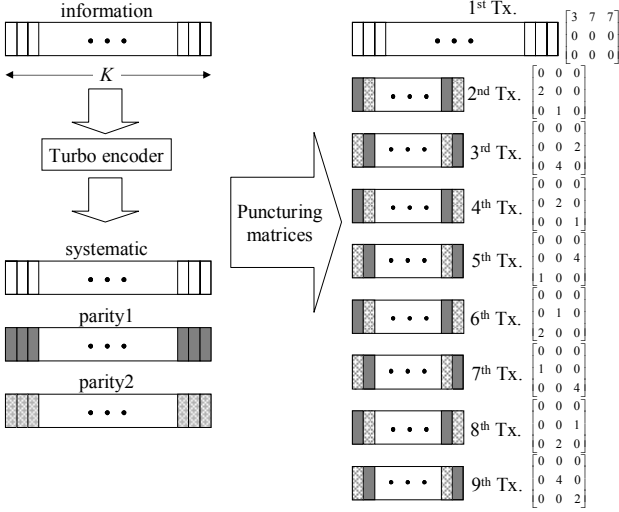 information
K
Turbo encoder
systematic
parity1
parity2
Puncturing
matrices
1st Tx.
3 7 7
0 0 0
0 0 0
2nd Tx.
0 0 0
2 0 0
0 1 0
3rd Tx.
0 0 0
0 0 2
0 4 0
4th Tx.
0 0 0
0 2 0
0 0 1
5th Tx.
0 0 0
0 0 4
1 0 0
6th Tx.
0 0 0
0 1 0
2 0 0
7th Tx.
0 0 0
1 0 0
0 0 4
8th Tx.
0 0 0
0 0 1
0 2 0
9th Tx.
0 0 0
0 4 0
0 0 2